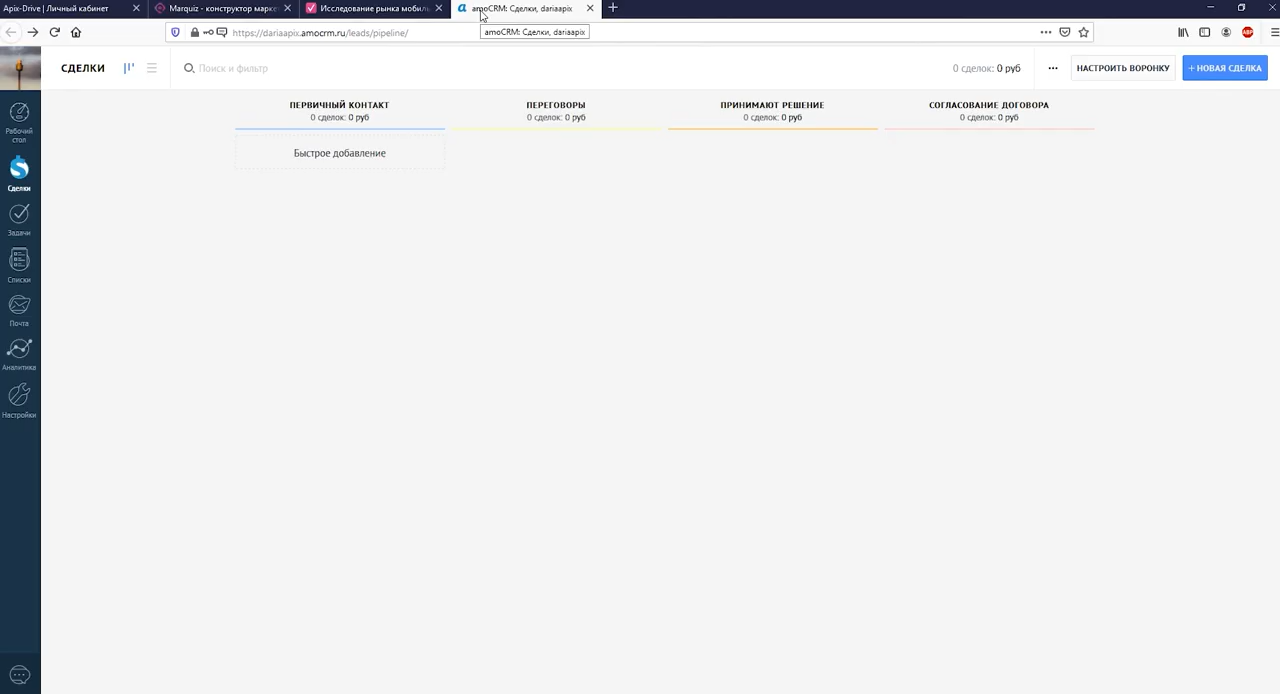 Apix-Drive | Личный кабинет
Marquiz - конструктор марке
Исследование рынка мобиль
amoCRM: Сделки, dariaapix
https://dariaapix.amocrm.ru/leads/pipeline/
amoCRM: Сделки, dariaapix
ABP
СДЕЛКИ
Поиск и фильтр
0 сделок: 0 руб
НАСТРОИТЬ ВОРОНКУ
+ НОВАЯ СДЕЛКА
ПЕРВИЧНЫЙ КОНТАКТ
0 сделок: 0 руб
ПЕРЕГОВОРЫ
0 сделок: 0 руб
ПРИНИМАЮТ РЕШЕНИЕ
0 сделок: 0 руб
СОГЛАСОВАНИЕ ДОГОВОРА
0 сделок: 0 руб
Быстрое добавление
Рабочий
стол
Сделки
Задачи
Списки
Почта
Аналитика
Настройки